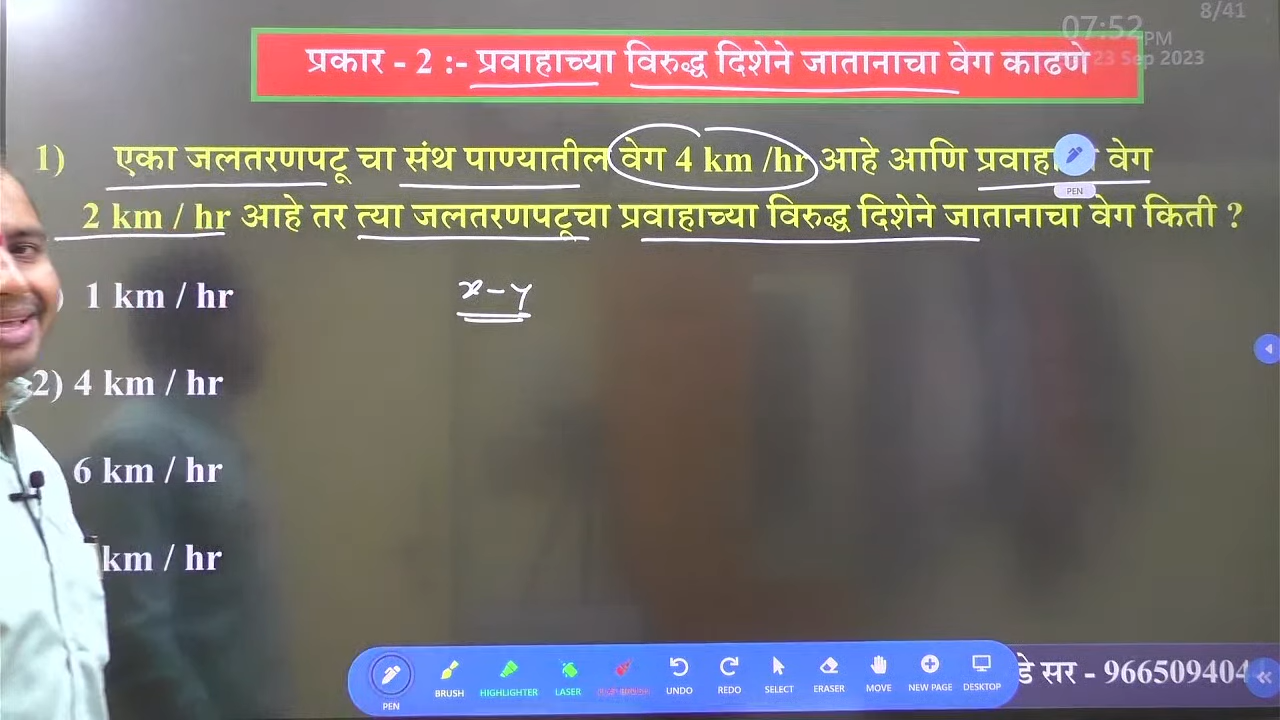 8/41
07:52 PM
23 Sep 2023
प्रकार - 2 :- प्रवाहाच्या विरुद्ध दिशेने जातानाचा वेग काढणे
1) एका जलतरणपटू चा संथ पाण्यातील वेग 4 km /hr आहे आणि वेग
PEN
2 km / hr आहे तर त्या जलतरणपटूचा प्रवाहाच्या विरुद्ध दिशेने जातानाचा वेग किती ?
1 km / hr
x - y
2) 4 km / hr
6 km / hr
km / hr
सर - 966509404
PEN BRUSH HIGHLIGHTER LASER UNDO REDO SELECT ERASER MOVE NEW PAGE DESKTOP